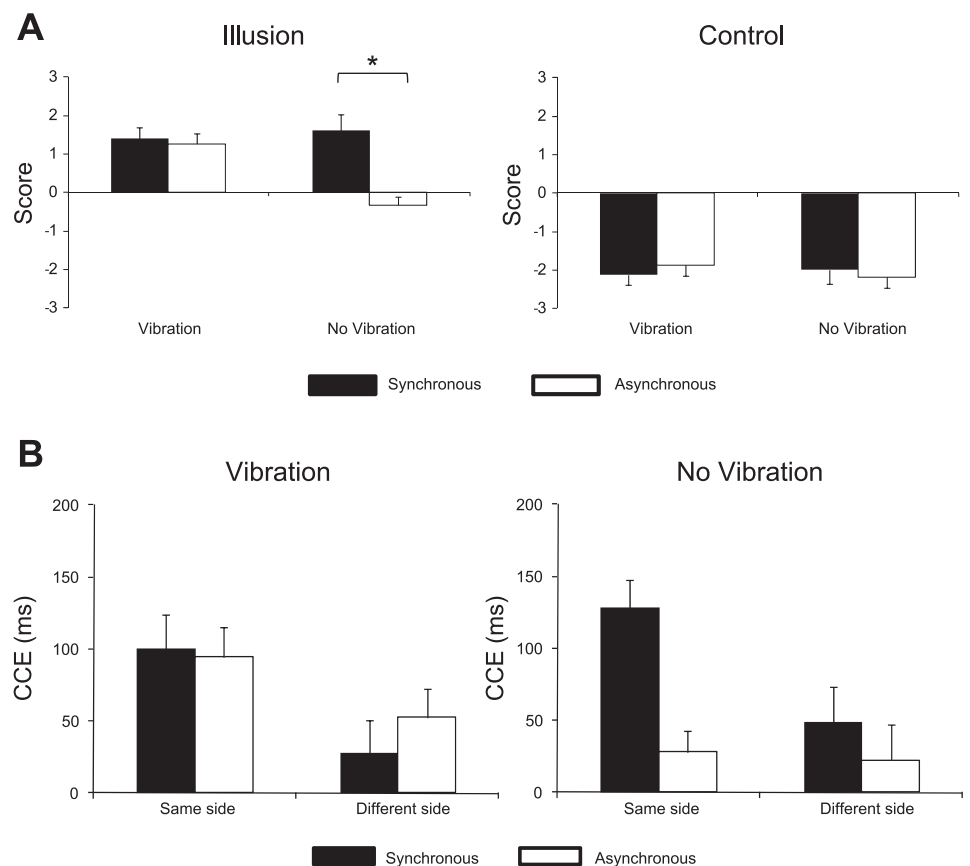 A
Illusion
Control
*
3
2
1
0
-1
-2
-3
Score
Vibration
No Vibration
3
2
1
0
-1
-2
-3
Score
Vibration
No Vibration
Synchronous
Asynchronous
B
Vibration
No Vibration
200
150
100
50
0
CCE (ms)
Same side
Different side
200
150
100
50
0
CCE (ms)
Same side
Different side
Synchronous
Asynchronous